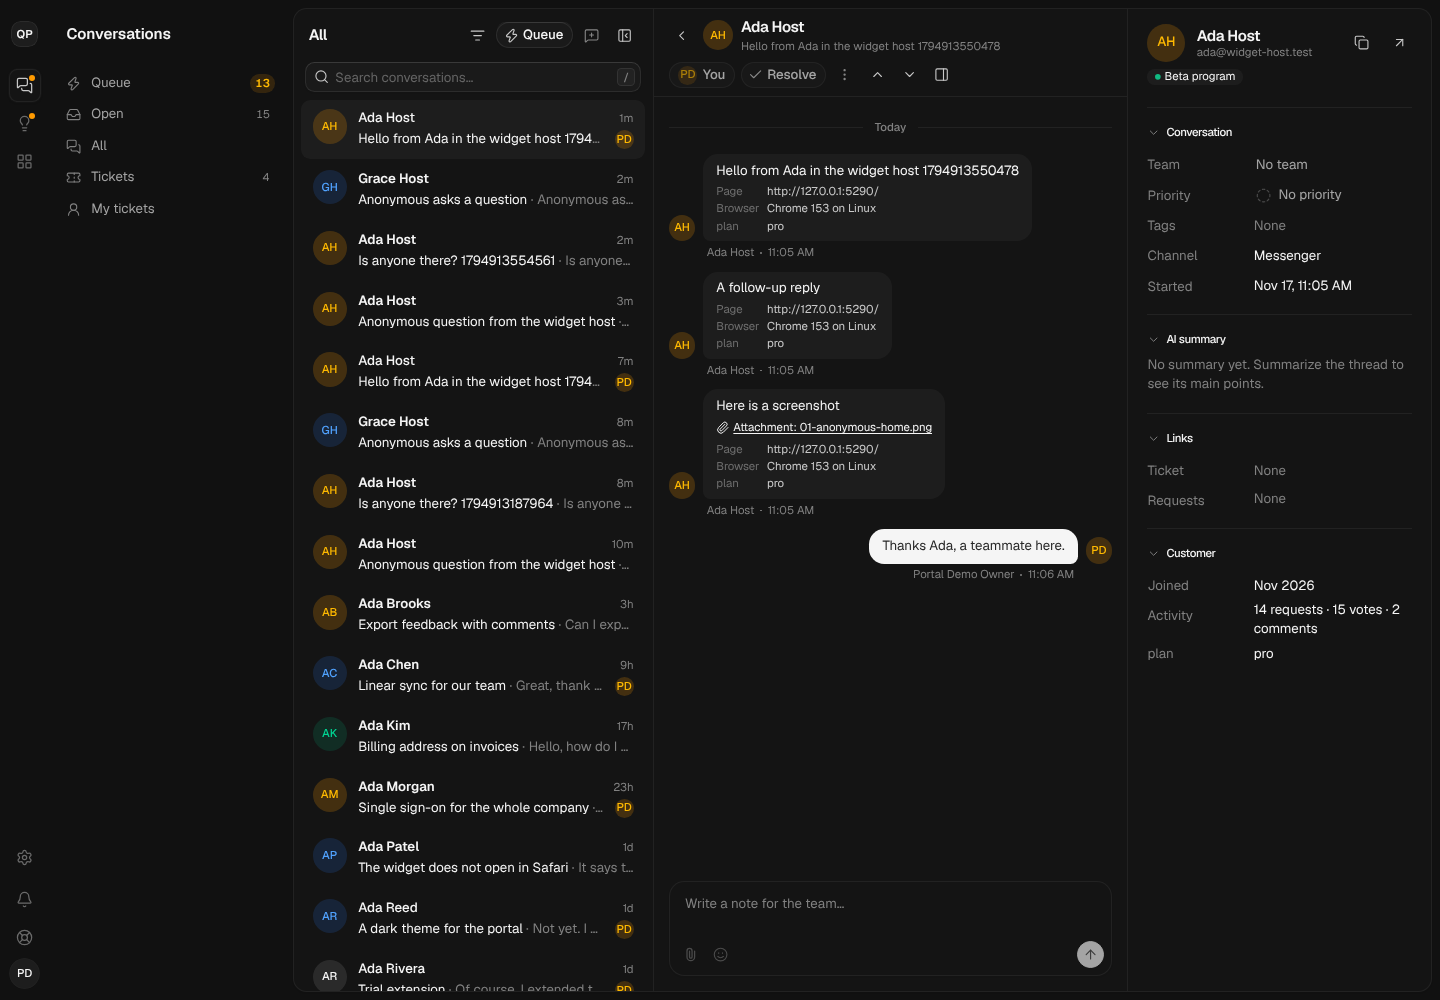 QP
Conversations
Queue
13
Open
15
All
Tickets
4
My tickets
PD
All
Queue
Search conversations...
/
AH
Ada Host
1m
Hello from Ada in the widget host 1794...
PD
GH
Grace Host
2m
Anonymous asks a question · Anonymous as...
AH
Ada Host
2m
Is anyone there? 1794913554561 · Is anyone...
AH
Ada Host
3m
Anonymous question from the widget host ·...
AH
Ada Host
7m
Hello from Ada in the widget host 1794...
PD
GH
Grace Host
8m
Anonymous asks a question · Anonymous as...
AH
Ada Host
8m
Is anyone there? 1794913187964 · Is anyone ...
AH
Ada Host
10m
Anonymous question from the widget host ·...
AB
Ada Brooks
3h
Export feedback with comments · Can I exp...
AC
Ada Chen
9h
Linear sync for our team · Great, thank ...
PD
AK
Ada Kim
17h
Billing address on invoices · Hello, how do I ...
AM
Ada Morgan
23h
Single sign-on for the whole company ·...
PD
AP
Ada Patel
1d
The widget does not open in Safari · It says t...
AR
Ada Reed
1d
A dark theme for the portal · Not yet. I ...
PD
AR
Ada Rivera
1d
Trial extension · Of course. I extended t...
PD
AH
Ada Host
Hello from Ada in the widget host 1794913550478
PD You
Resolve
Today
Hello from Ada in the widget host 1794913550478
Page http://127.0.0.1:5290/
Browser Chrome 153 on Linux
plan pro
AH
Ada Host · 11:05 AM
A follow-up reply
Page http://127.0.0.1:5290/
Browser Chrome 153 on Linux
plan pro
AH
Ada Host · 11:05 AM
Here is a screenshot
Attachment: 01-anonymous-home.png
Page http://127.0.0.1:5290/
Browser Chrome 153 on Linux
plan pro
AH
Ada Host · 11:05 AM
Thanks Ada, a teammate here.
PD
Portal Demo Owner · 11:06 AM
Write a note for the team...
AH
Ada Host
ada@widget-host.test
Beta program
Conversation
Team No team
Priority No priority
Tags None
Channel Messenger
Started Nov 17, 11:05 AM
AI summary
No summary yet. Summarize the thread to
see its main points.
Links
Ticket None
Requests None
Customer
Joined Nov 2026
Activity 14 requests · 15 votes · 2
comments
plan pro